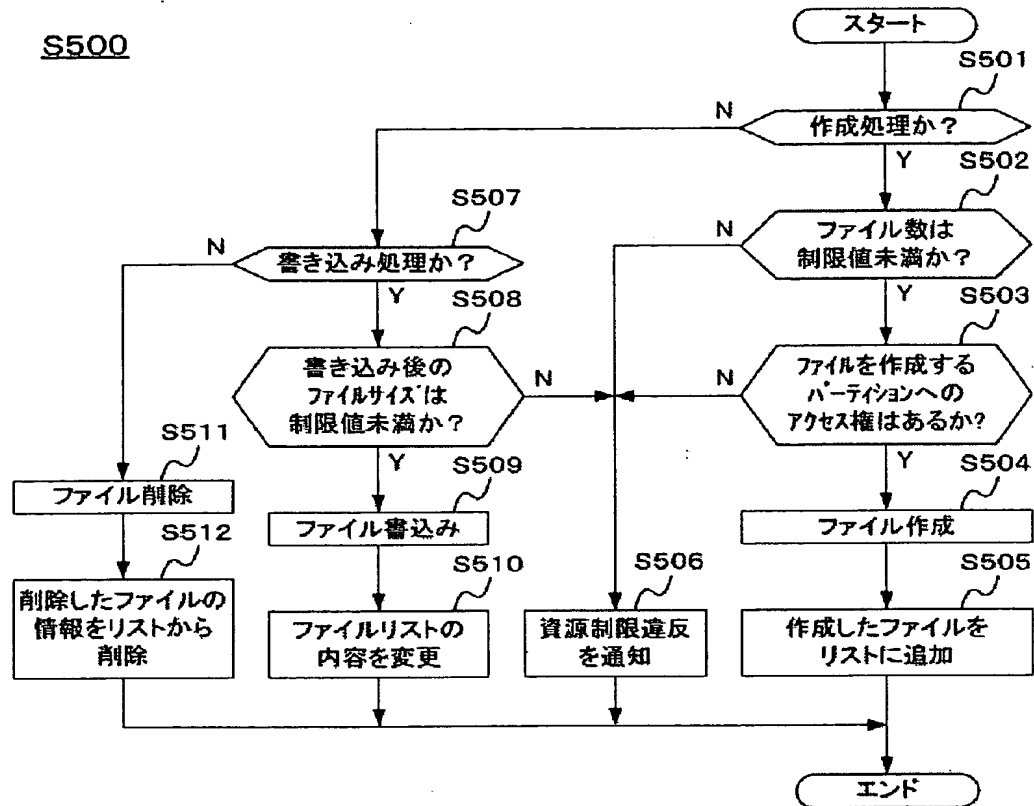 S500
スタート
S501
作成処理か?
N
Y
S502
ファイル数は
制限値未満か?
N
Y
S503
ファイルを作成する
パーティションへの
アクセス権はあるか?
N
Y
S504
ファイル作成
S505
作成したファイルを
リストに追加
S507
書き込み処理か?
N
Y
S508
書き込み後の
ファイルサイズは
制限値未満か?
N
Y
S509
ファイル書込み
S510
ファイルリストの
内容を変更
S506
資源制限違反
を通知
S511
ファイル削除
S512
削除したファイルの
情報をリストから
削除
エンド